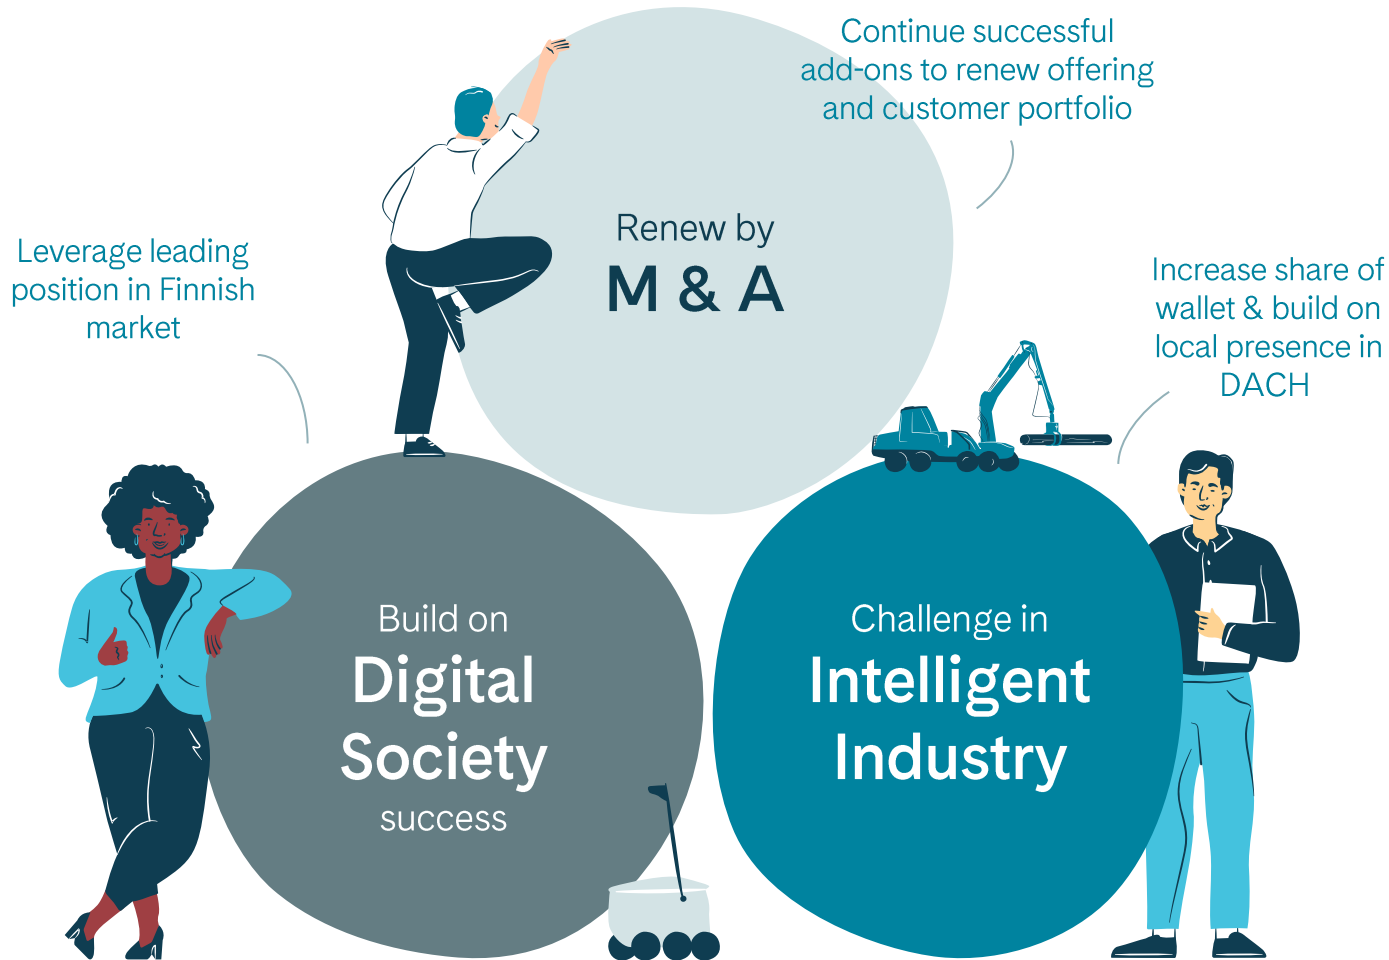 Continue successful
add-ons to renew offering
and customer portfolio
Renew by
M & A
Leverage leading
position in Finnish
market
Increase share of
wallet & build on
local presence in
DACH
Build on
Digital
Society
success
Challenge in
Intelligent
Industry